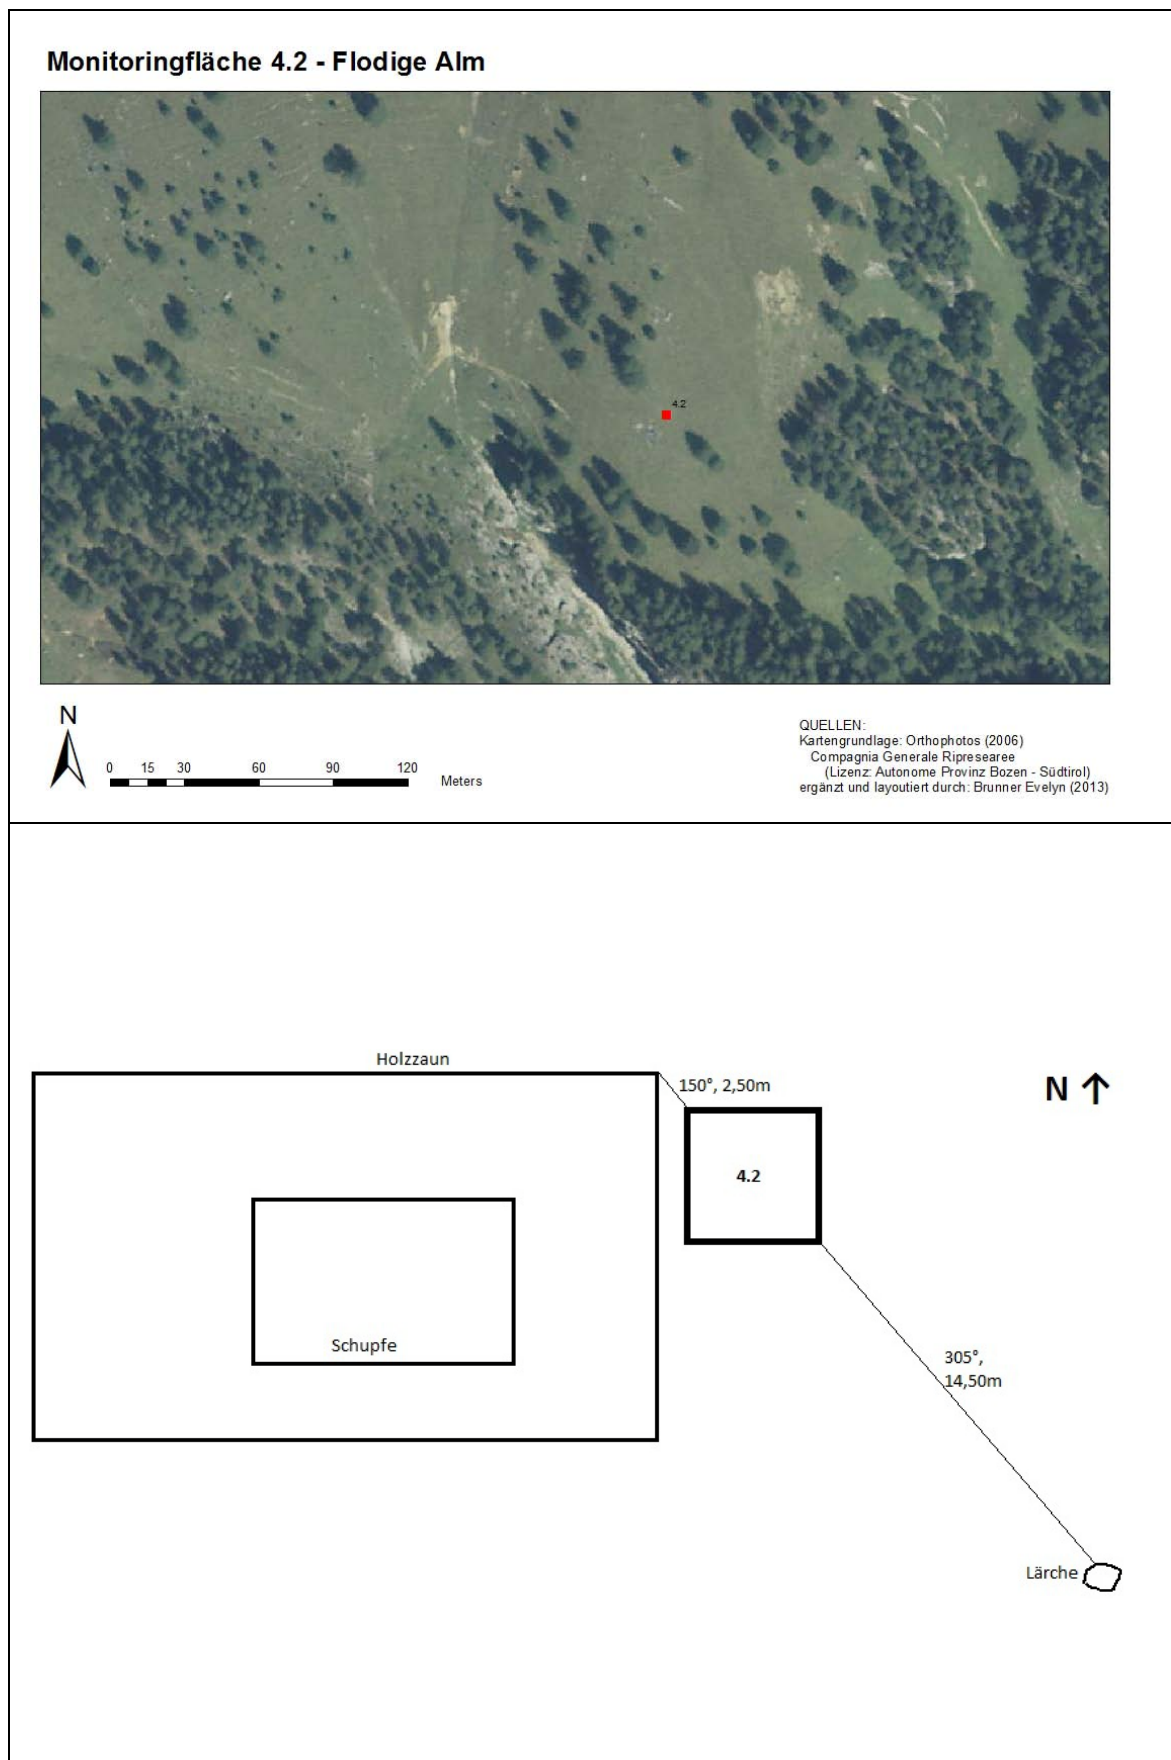 Monitoringfläche 4.2 - Flodige Alm
4.2
N
0 15 30 60 90 120
Meters
QUELLEN:
Kartengrundlage: Orthophotos (2006)
Compagnia Generale Ripresearee
(Lizenz: Autonome Provinz Bozen - Südtirol)
ergänzt und layoutiert durch: Brunner Evelyn (2013)
Holzzaun
150°, 2,50m
N ↑
4.2
Schupfe
305°,
14,50m
Lärche